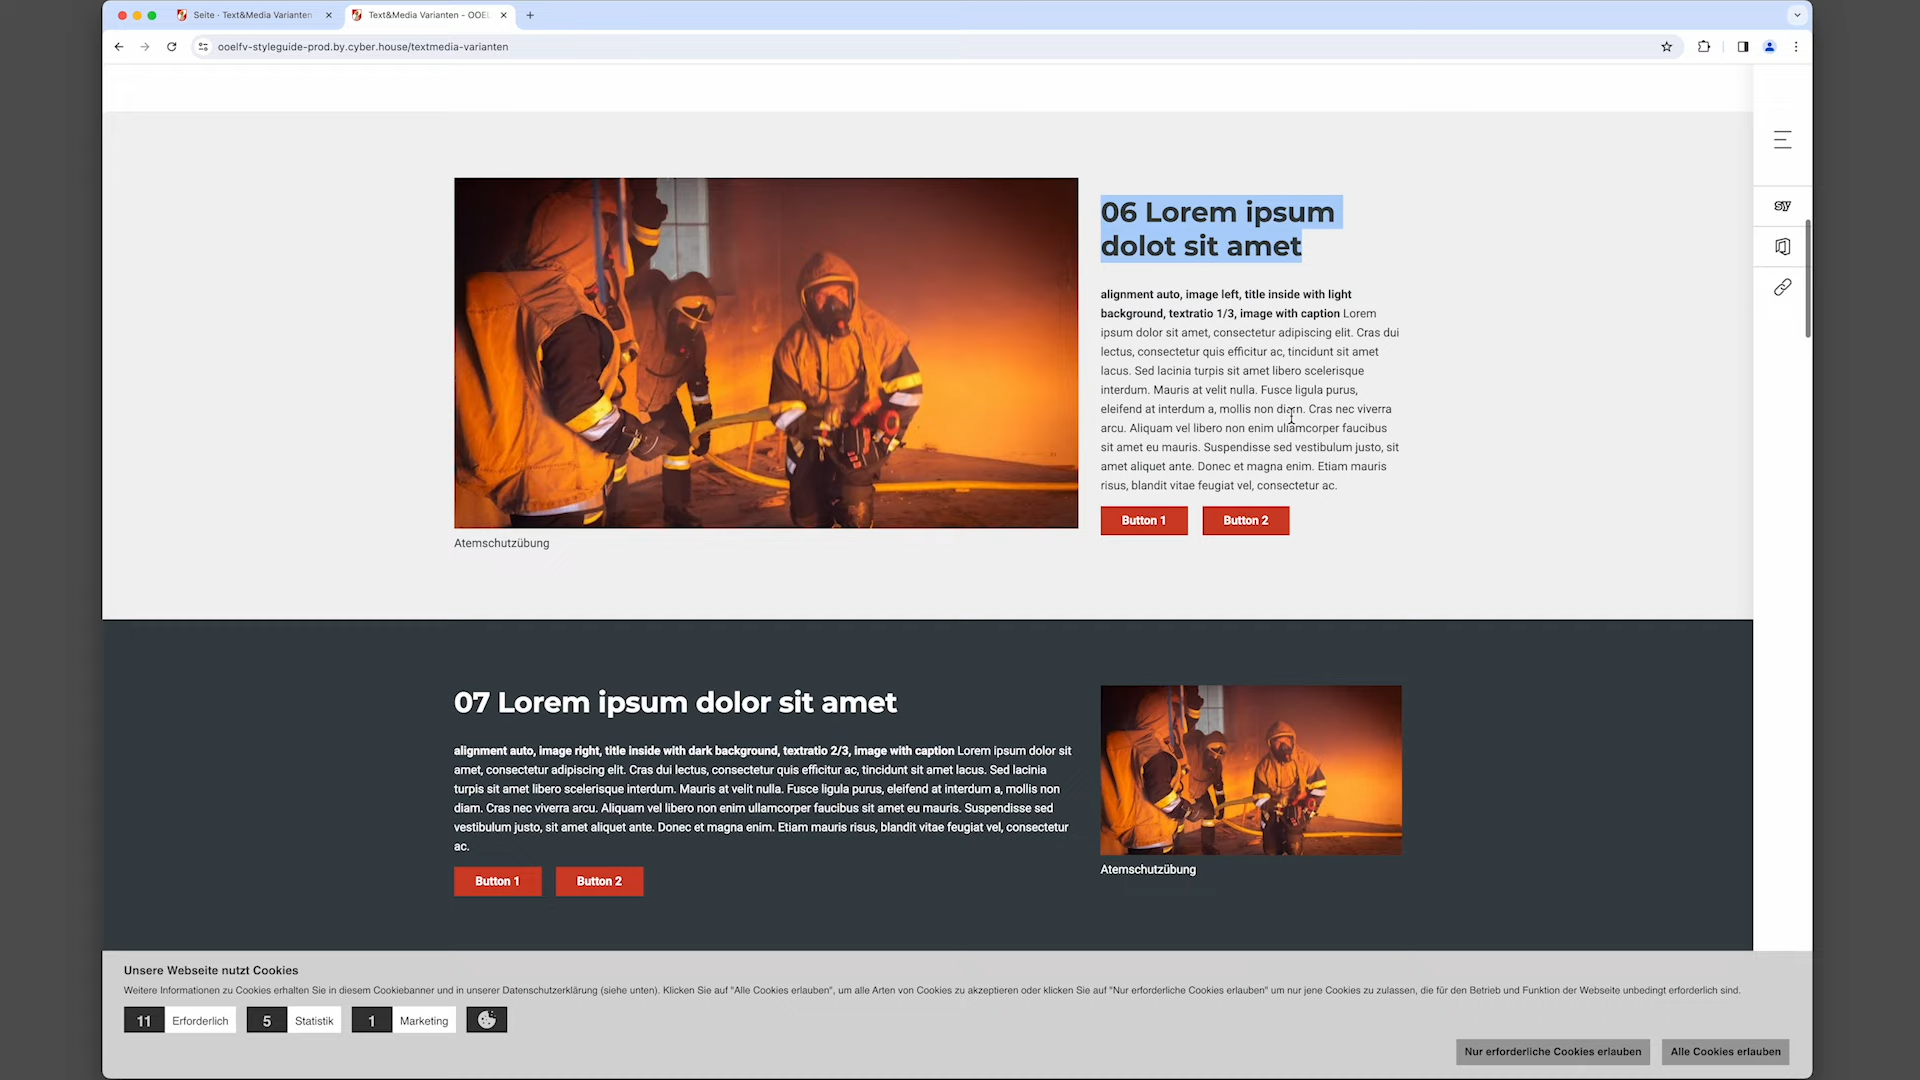 Seite · Text&Media Varianten
Text&Media Varianten - OOEL
ooelfv-styleguide-prod.by.cyber.house/textmedia-varianten
sy
06 Lorem ipsum
dolot sit amet
alignment auto, image left, title inside with light
background, textratio 1/3, image with caption Lorem
ipsum dolor sit amet, consectetur adipiscing elit. Cras dui
lectus, consectetur quis efficitur ac, tincidunt sit amet
lacus. Sed lacinia turpis sit amet libero scelerisque
interdum. Mauris at velit nulla. Fusce ligula purus,
eleifend at interdum a, mollis non diam. Cras nec viverra
arcu. Aliquam vel libero non enim ullamcorper faucibus
sit amet eu mauris. Suspendisse sed vestibulum justo, sit
amet aliquet ante. Donec et magna enim. Etiam mauris
risus, blandit vitae feugiat vel, consectetur ac.
Button 1 Button 2
Atemschutzübung
07 Lorem ipsum dolor sit amet
alignment auto, image right, title inside with dark background, textratio 2/3, image with caption Lorem ipsum dolor sit
amet, consectetur adipiscing elit. Cras dui lectus, consectetur quis efficitur ac, tincidunt sit amet lacus. Sed lacinia
turpis sit amet libero scelerisque interdum. Mauris at velit nulla. Fusce ligula purus, eleifend at interdum a, mollis non
diam. Cras nec viverra arcu. Aliquam vel libero non enim ullamcorper faucibus sit amet eu mauris. Suspendisse sed
vestibulum justo, sit amet aliquet ante. Donec et magna enim. Etiam mauris risus, blandit vitae feugiat vel, consectetur
ac.
Button 1 Button 2
Atemschutzübung
Unsere Webseite nutzt Cookies
Weitere Informationen zu Cookies erhalten Sie in diesem Cookiebanner und in unserer Datenschutzerklärung (siehe unten). Klicken Sie auf "Alle Cookies erlauben", um alle Arten von Cookies zu akzeptieren oder klicken Sie auf "Nur erforderliche Cookies erlauben" um nur jene Cookies zu zulassen, die für den Betrieb und Funktion der Webseite unbedingt erforderlich sind.
11 Erforderlich 5 Statistik 1 Marketing
Nur erforderliche Cookies erlauben Alle Cookies erlauben